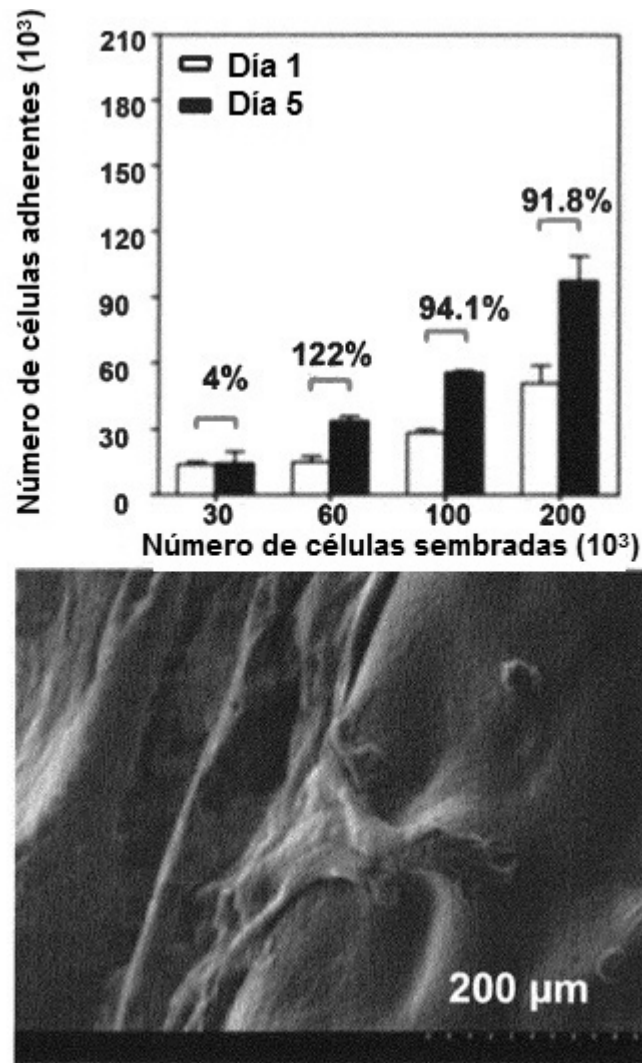 Número de células adherentes (10³)
210
180
150
120
90
60
30
0
Día 1
Día 5
4%
122%
94.1%
91.8%
30 60 100 200
Número de células sembradas (10³)
200 µm